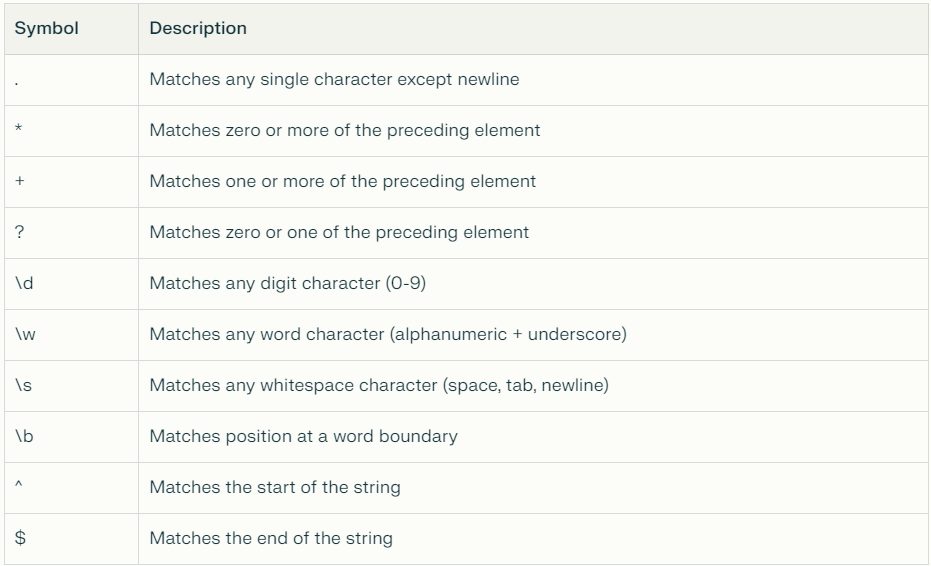 Symbol Description
. Matches any single character except newline
* Matches zero or more of the preceding element
+ Matches one or more of the preceding element
? Matches zero or one of the preceding element
\d Matches any digit character (0-9)
\w Matches any word character (alphanumeric + underscore)
\s Matches any whitespace character (space, tab, newline)
\b Matches position at a word boundary
^ Matches the start of the string
$ Matches the end of the string